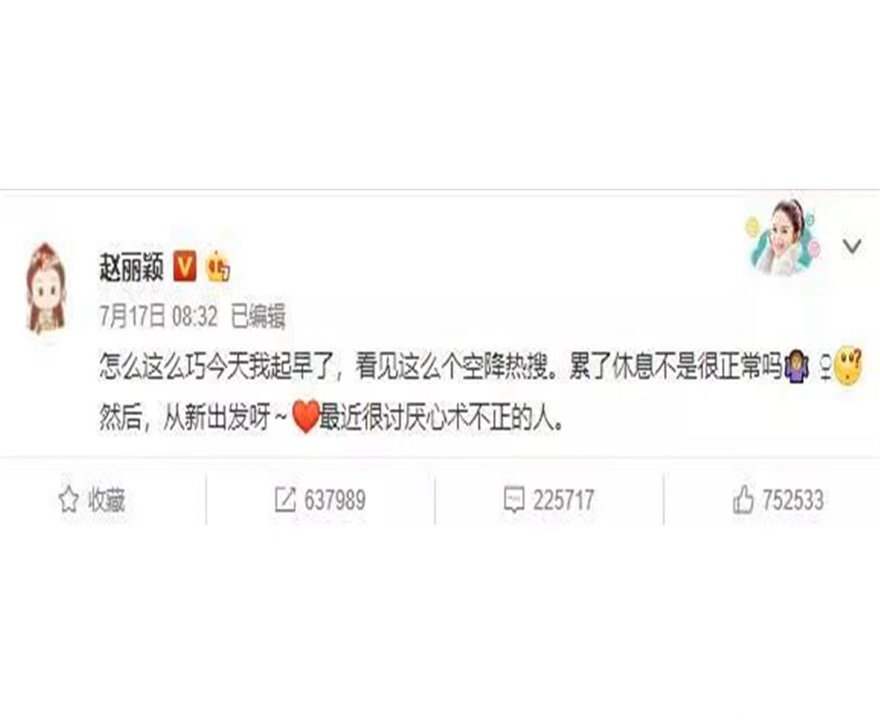 赵丽颖
7月17日 08:32 已编辑
怎么这么巧今天我起早了，看见这么个空降热搜。累了休息不是很正常吗🤷🏾‍♀️🤔
然后，从新出发呀～❤️最近很讨厌心术不正的人。
收藏 637989 225717 752533